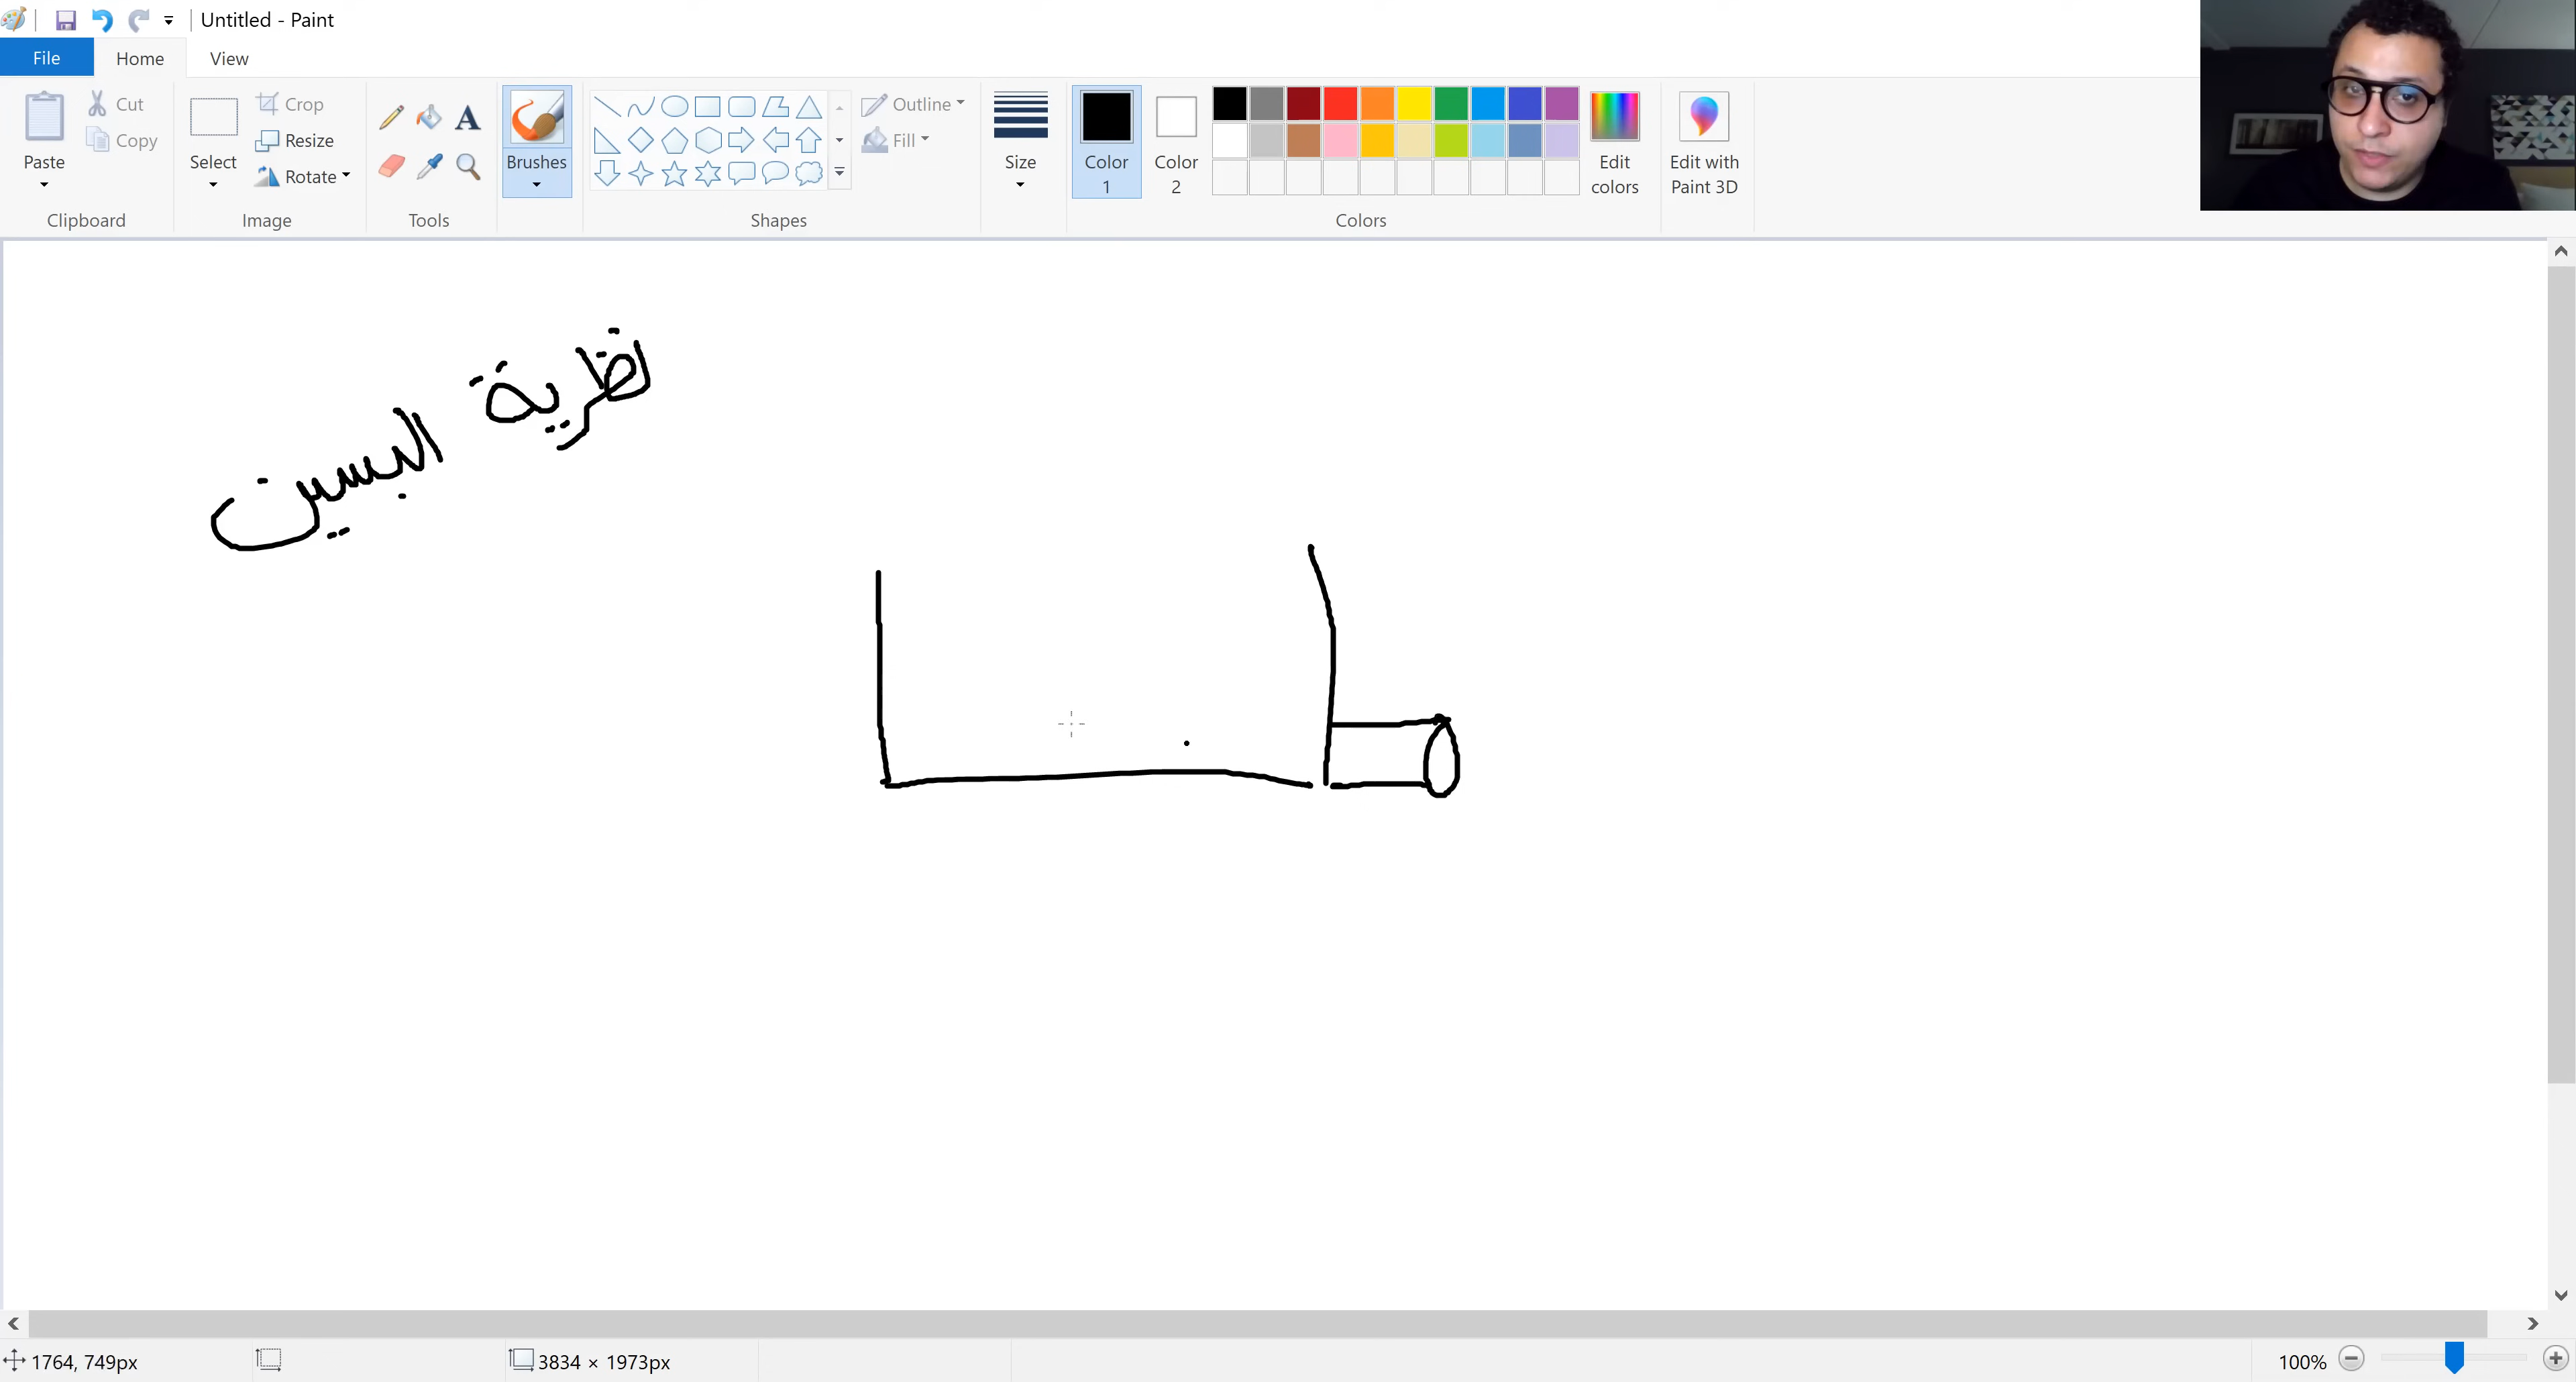 Untitled - Paint
File Home View
Paste
Cut
Copy
Clipboard
Select
Crop
Resize
Rotate
Image
A
Tools
Brushes
Outline
Fill
Shapes
Size
Color 1
Color 2
Edit colors
Colors
Edit with Paint 3D
نظرية
البسين
1764, 749px
3834 × 1973px
100%